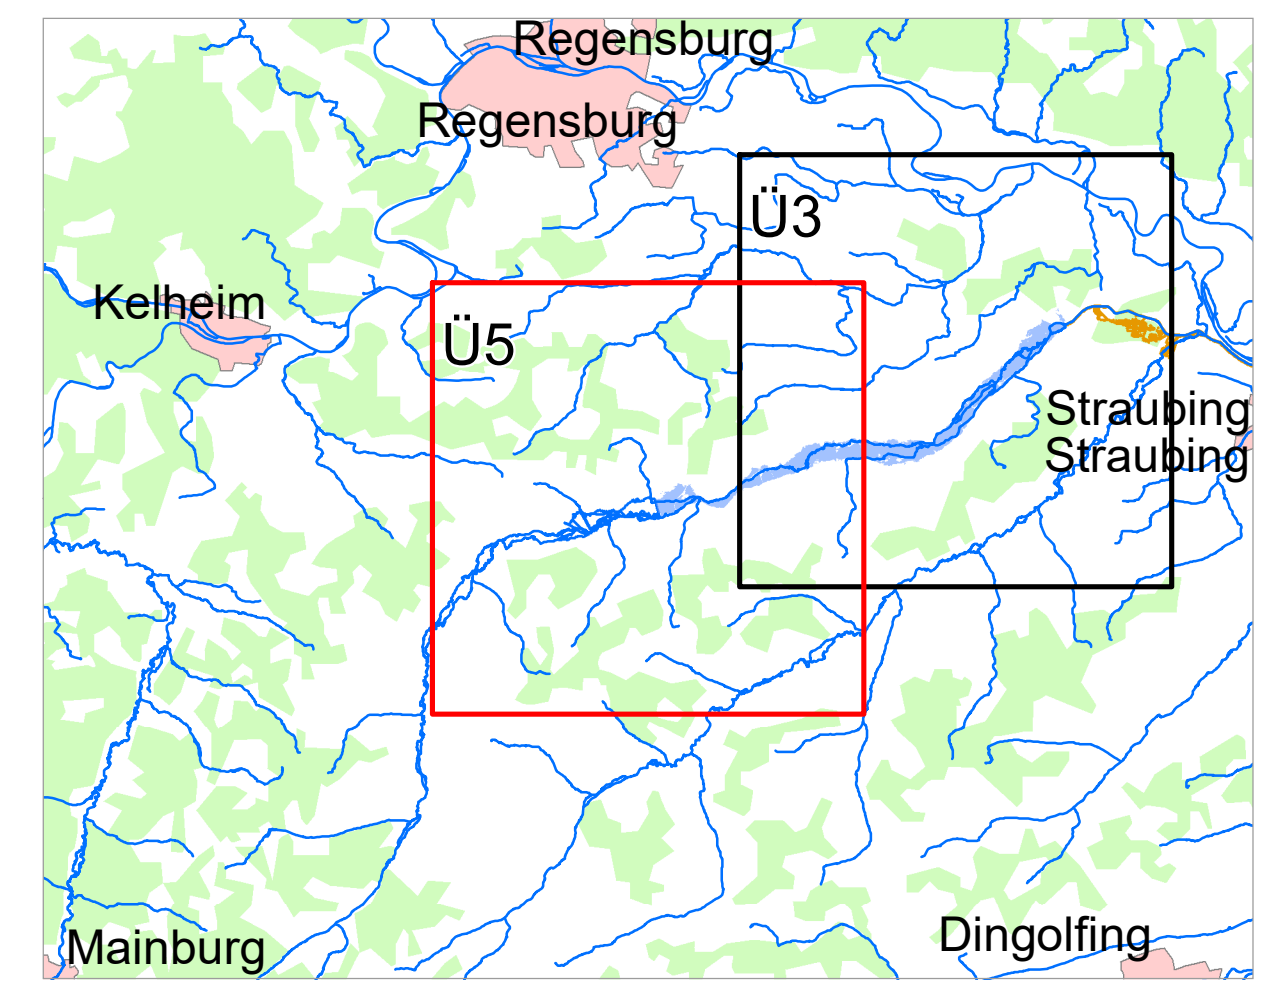 Regensburg
Regensburg
Ü3
Kelheim
Ü5
Straubing
Straubing
Mainburg
Dingolfing